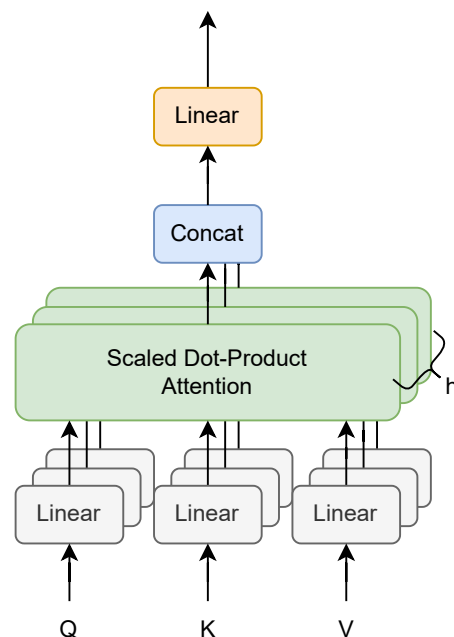 Linear
Concat
Scaled Dot-Product
Attention
h
Linear
Linear
Linear
Q
K
V